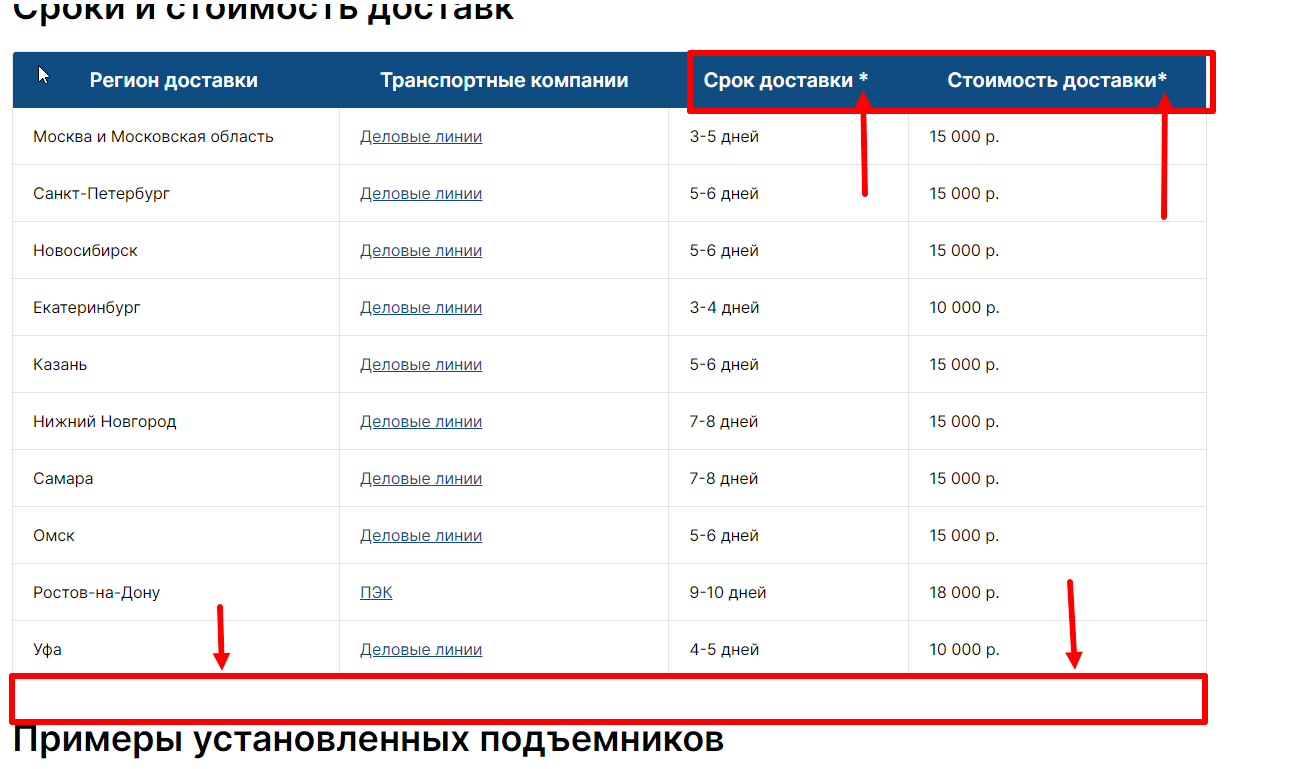 Сроки и стоимость доставк
Регион доставки Транспортные компании Срок доставки * Стоимость доставки*
Москва и Московская область Деловые линии 3-5 дней 15 000 р.
Санкт-Петербург Деловые линии 5-6 дней 15 000 р.
Новосибирск Деловые линии 5-6 дней 15 000 р.
Екатеринбург Деловые линии 3-4 дней 10 000 р.
Казань Деловые линии 5-6 дней 15 000 р.
Нижний Новгород Деловые линии 7-8 дней 15 000 р.
Самара Деловые линии 7-8 дней 15 000 р.
Омск Деловые линии 5-6 дней 15 000 р.
Ростов-на-Дону ПЭК 9-10 дней 18 000 р.
Уфа Деловые линии 4-5 дней 10 000 р.
Примеры установленных подъемников